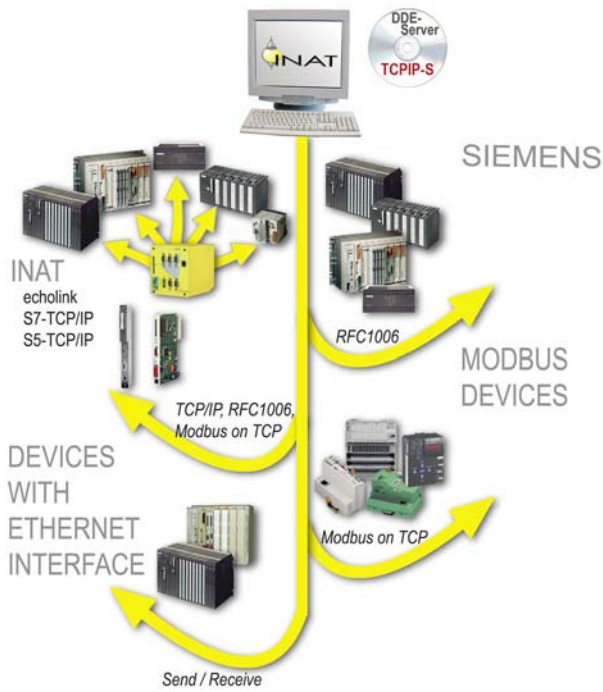 DDE-
Server
TCPIP-S
INAT
SIEMENS
INAT
echolink
S7-TCP/IP
S5-TCP/IP
RFC1006
MODBUS
DEVICES
TCP/IP, RFC1006,
Modbus on TCP
DEVICES
WITH
ETHERNET
INTERFACE
Modbus on TCP
Send / Receive